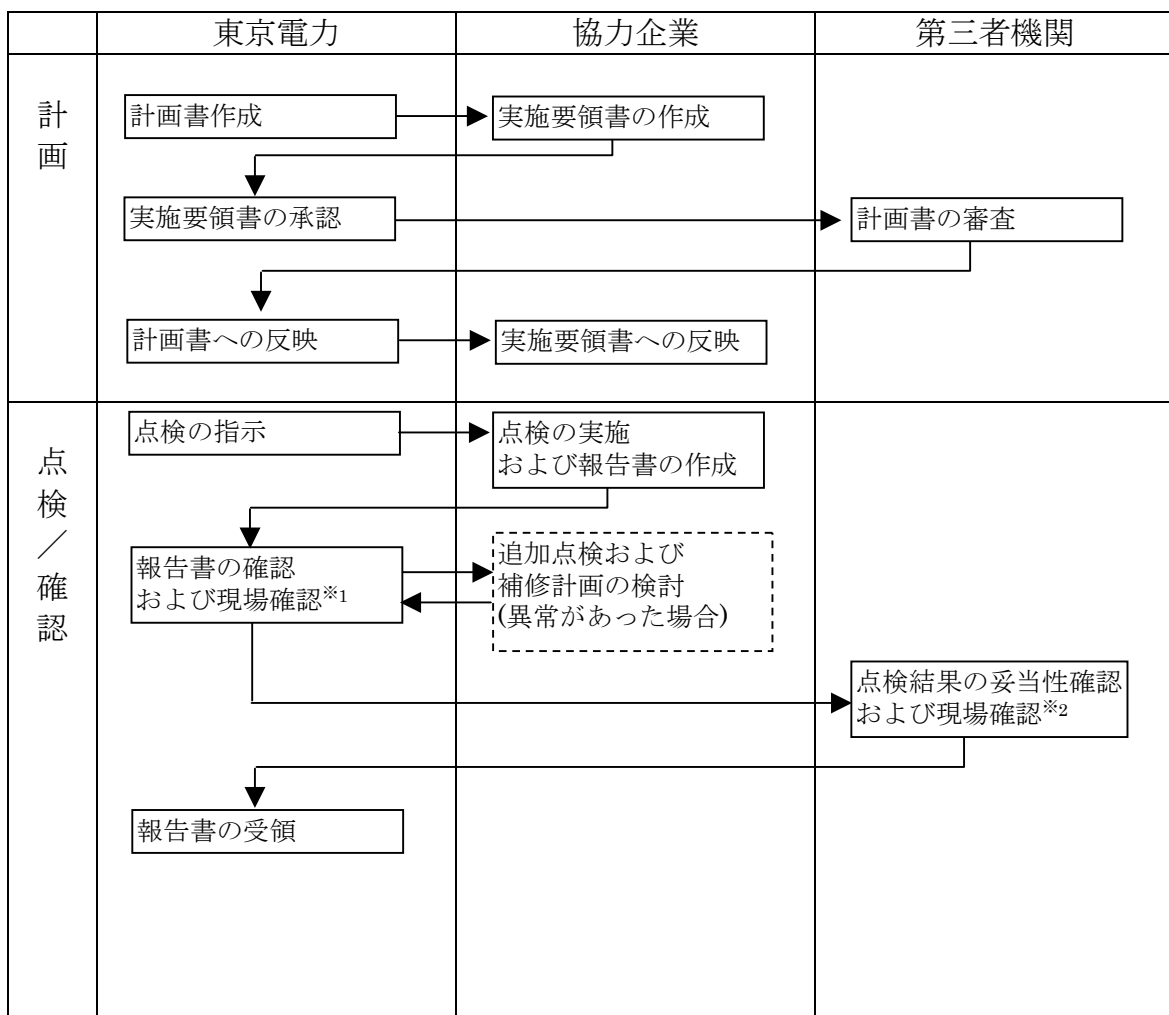 東京電力
協力企業
第三者機関
計画
計画書作成
実施要領書の作成
実施要領書の承認
計画書の審査
計画書への反映
実施要領書への反映
点検／確認
点検の指示
点検の実施
および報告書の作成
報告書の確認
および現場確認※1
追加点検および
補修計画の検討
(異常があった場合)
点検結果の妥当性確認
および現場確認※2
報告書の受領